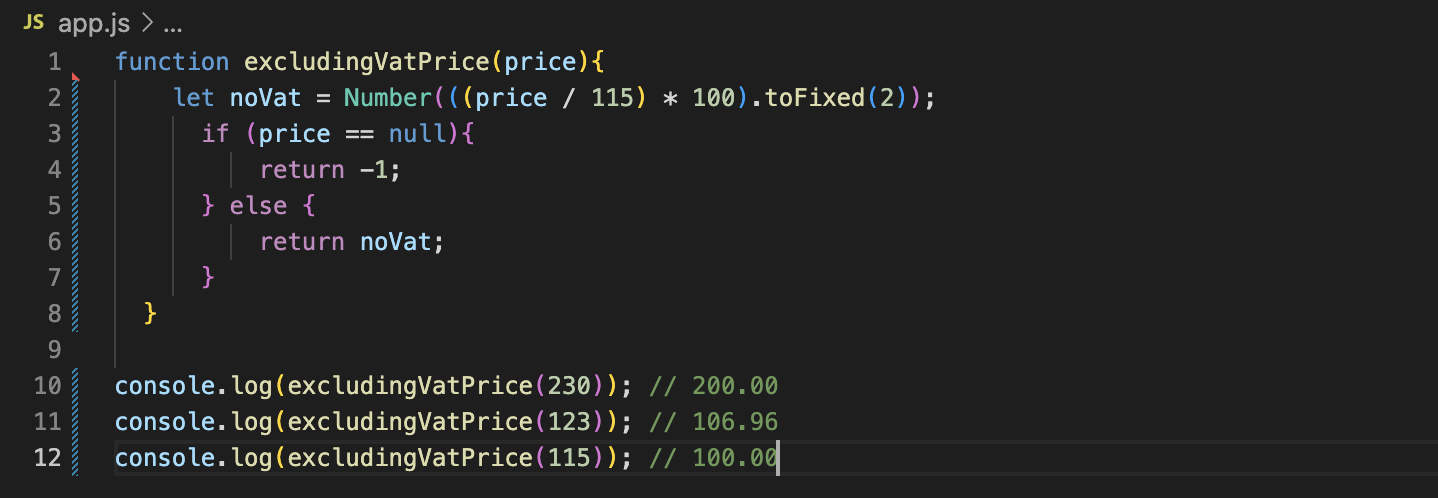 JS app.js > ...
1 function excludingVatPrice(price){
2 let noVat = Number(((price / 115) * 100).toFixed(2));
3 if (price == null){
4 return -1;
5 } else {
6 return noVat;
7 }
8 }
9
10 console.log(excludingVatPrice(230)); // 200.00
11 console.log(excludingVatPrice(123)); // 106.96
12 console.log(excludingVatPrice(115)); // 100.00